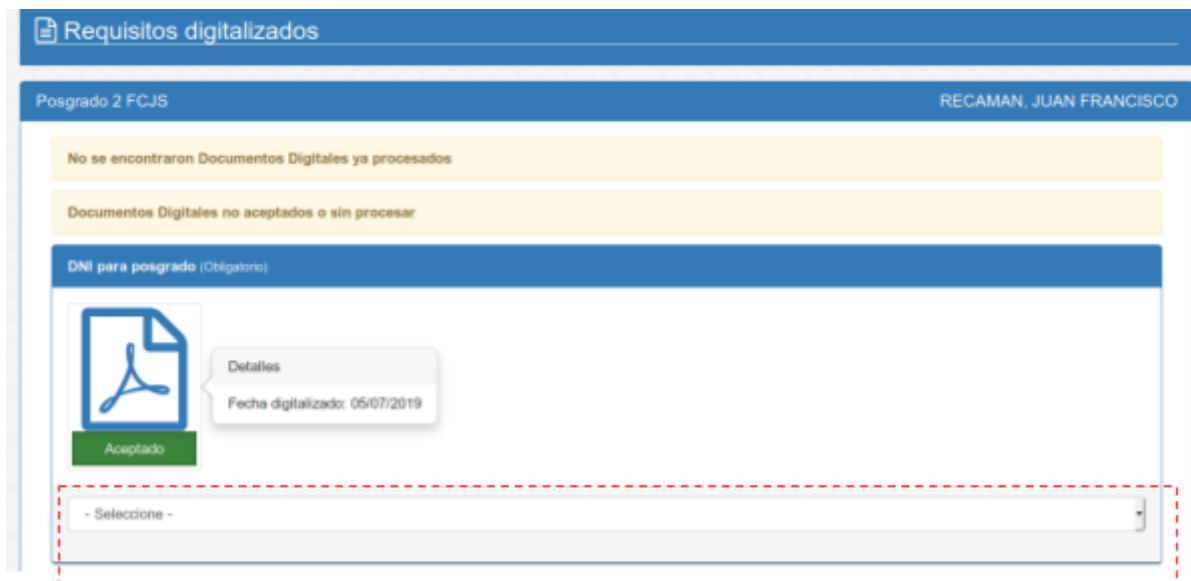 Requisitos digitalizados
Posgrado 2 FCJS RECAMAN, JUAN FRANCISCO
No se encontraron Documentos Digitales ya procesados
Documentos Digitales no aceptados o sin procesar
DNI para posgrado (Obligatorio)
Detalles
Fecha digitalizado: 05/07/2019
Aceptado
- Seleccione -